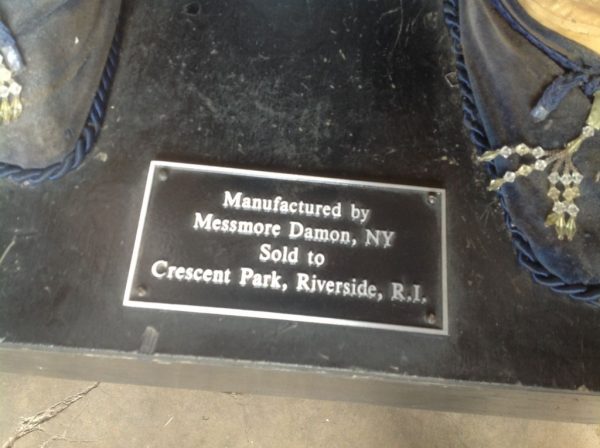 Manufactured by
Messmore Damon, NY
Sold to
Crescent Park, Riverside, R.I.